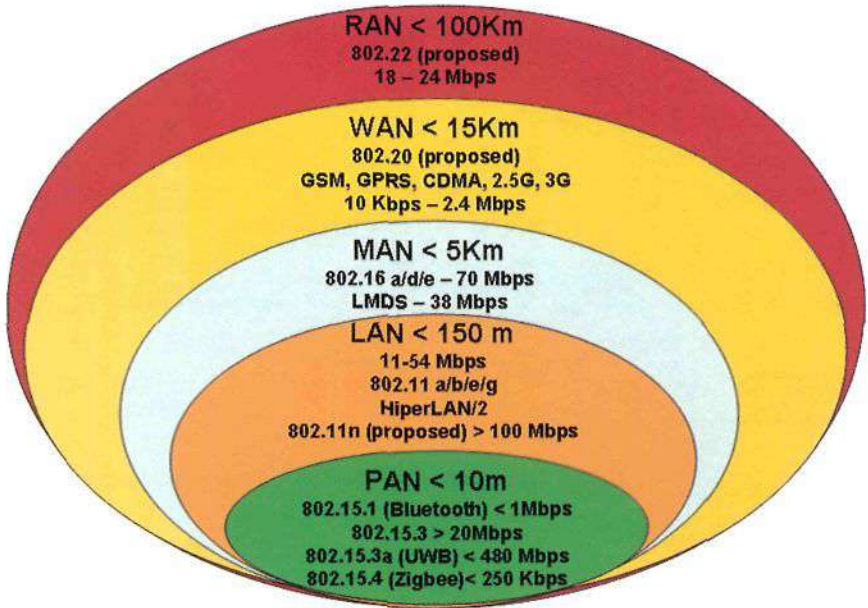 RAN < 100Km
802.22 (proposed)
18 – 24 Mbps
WAN < 15Km
802.20 (proposed)
GSM, GPRS, CDMA, 2.5G, 3G
10 Kbps – 2.4 Mbps
MAN < 5Km
802.16 a/d/e – 70 Mbps
LMDS – 38 Mbps
LAN < 150 m
11-54 Mbps
802.11 a/b/e/g
HiperLAN/2
802.11n (proposed) > 100 Mbps
PAN < 10m
802.15.1 (Bluetooth) < 1Mbps
802.15.3 > 20Mbps
802.15.3a (UWB) < 480 Mbps
802.15.4 (Zigbee)< 250 Kbps